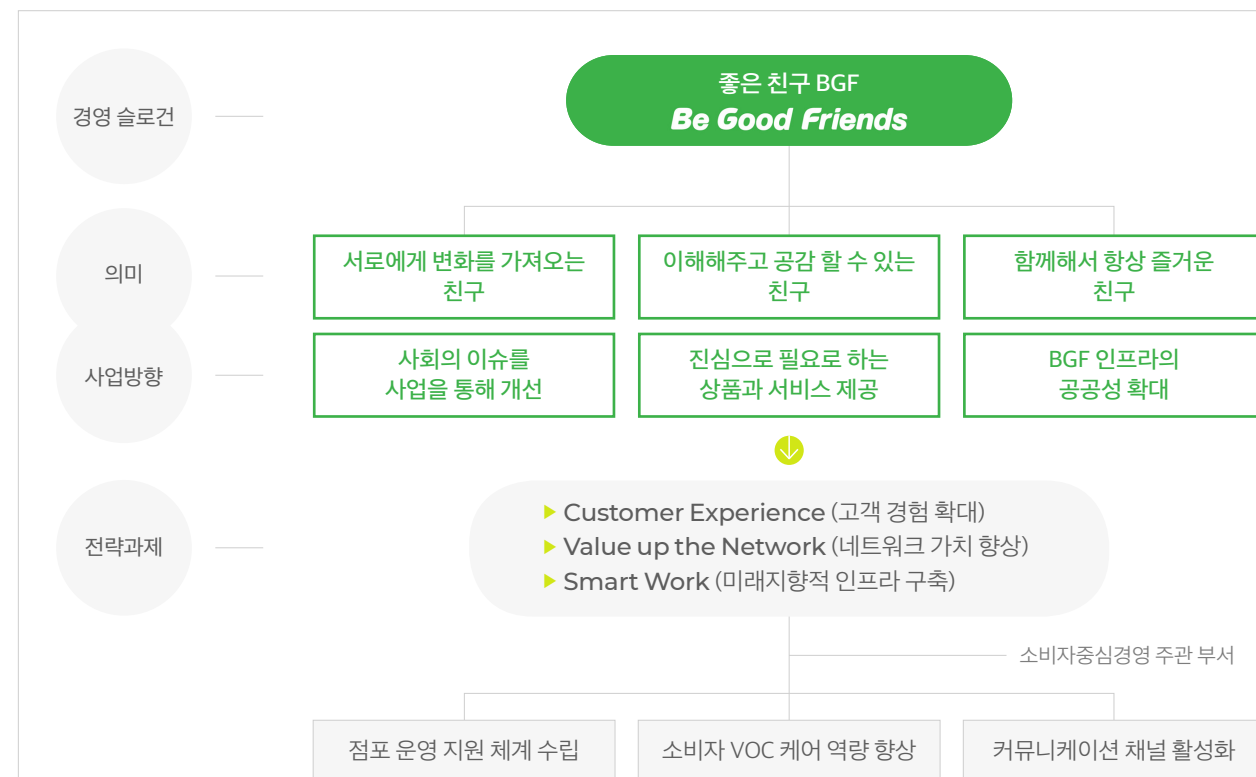 경영 슬로건
좋은 친구 BGF
Be Good Friends
의미
서로에게 변화를 가져오는
친구
이해해주고 공감 할 수 있는
친구
함께해서 항상 즐거운
친구
사업방향
사회의 이슈를
사업을 통해 개선
진심으로 필요로 하는
상품과 서비스 제공
BGF 인프라의
공공성 확대
전략과제
Customer Experience (고객 경험 확대)
Value up the Network (네트워크 가치 향상)
Smart Work (미래지향적 인프라 구축)
소비자중심경영 주관 부서
점포 운영 지원 체계 수립
소비자 VOC 케어 역량 향상
커뮤니케이션 채널 활성화